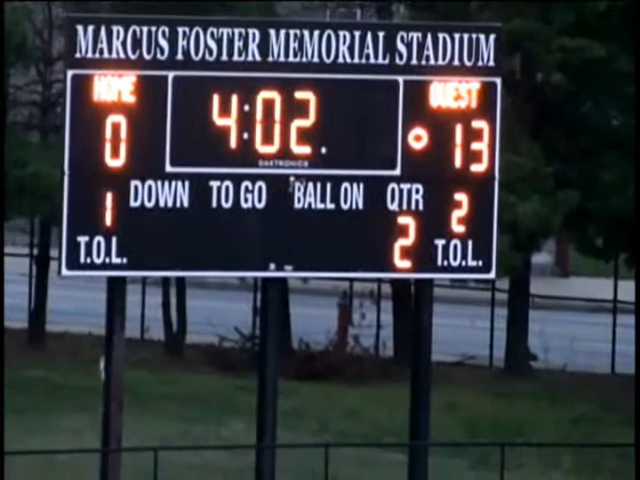 MARCUS FOSTER MEMORIAL STADIUM
HOME 4:02. GUEST
0 13
DAKTRONICS
DOWN TO GO BALL ON QTR
1 2 2
T.O.L. T.O.L.